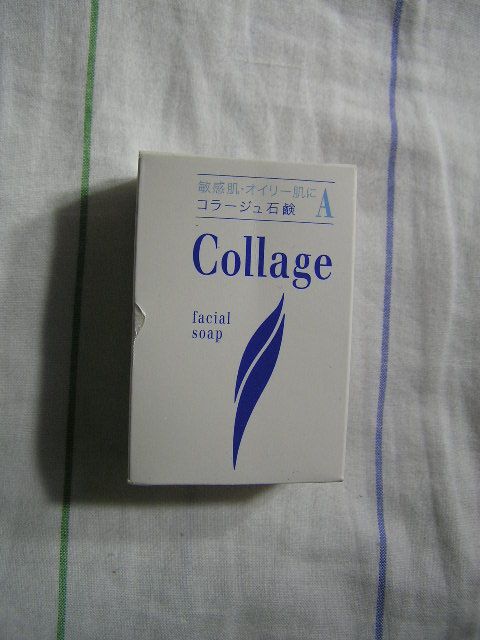 敏感肌・オイリー肌に
コラージュ石鹸 A
Collage
facial
soap